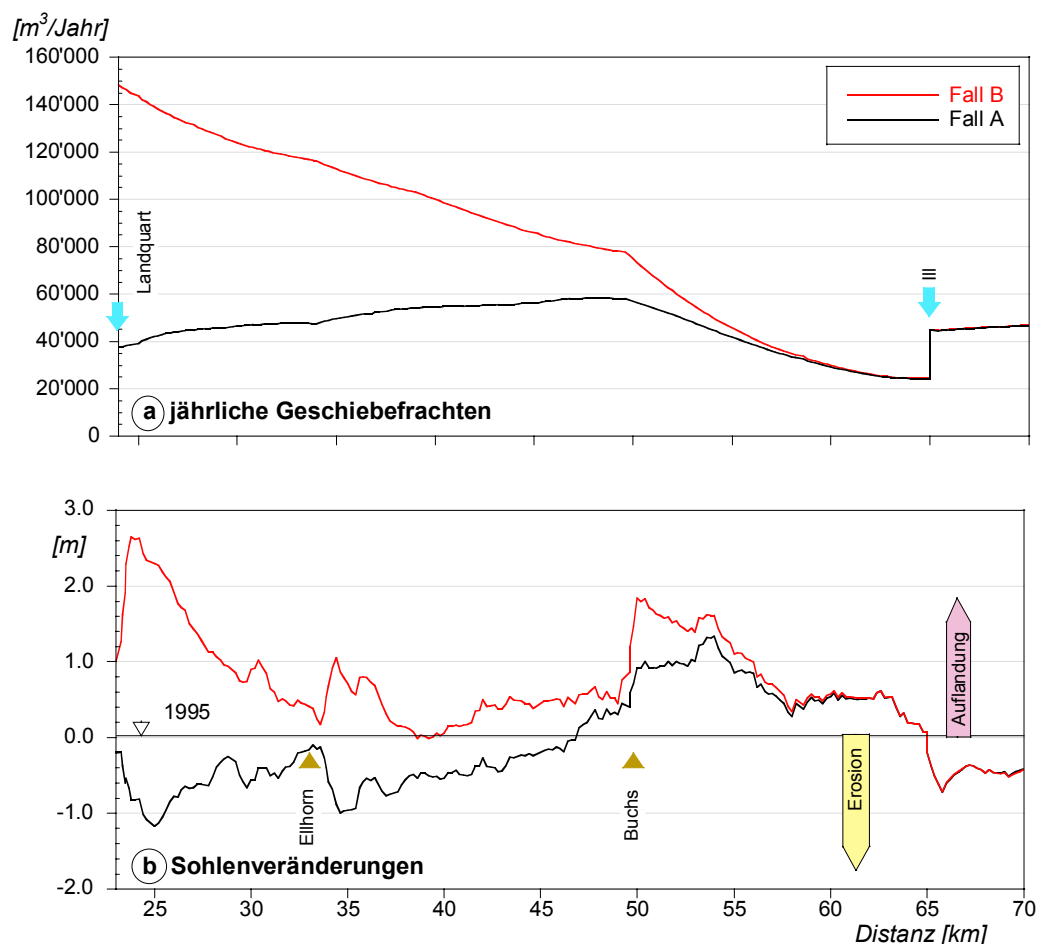 [m³/Jahr]
160'000
140'000
120'000
100'000
80'000
60'000
40'000
20'000
0
Fall B
Fall A
Landquart
Ill
a jährliche Geschiebefrachten
3.0
[m]
2.0
1.0
0.0
-1.0
-2.0
1995
Ellhorn
Buchs
Erosion
Auflandung
b Sohlenveränderungen
25 30 35 40 45 50 55 60 65 70
Distanz [km]